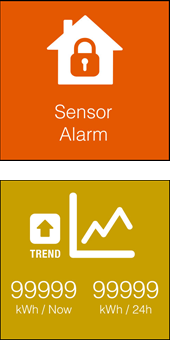 Sensor
Alarm
TREND
99999 99999
kWh / Now kWh / 24h